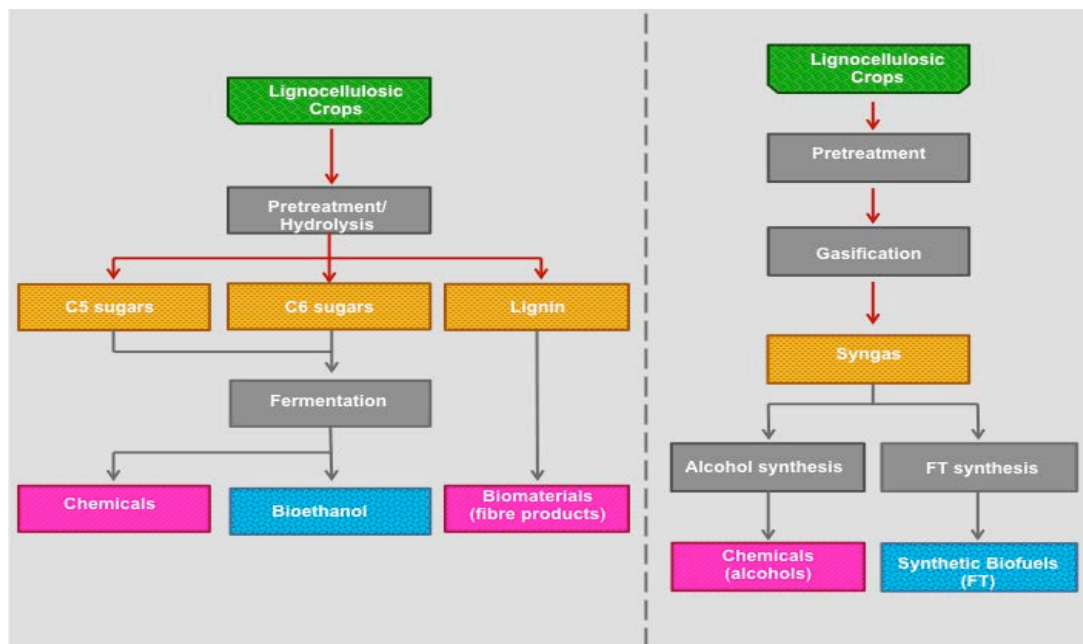 Lignocellulosic
Crops
Pretreatment/
Hydrolysis
C5 sugars
C6 sugars
Lignin
Fermentation
Chemicals
Bioethanol
Biomaterials
(fibre products)
Lignocellulosic
Crops
Pretreatment
Gasification
Syngas
Alcohol synthesis
FT synthesis
Chemicals
(alcohols)
Synthetic Biofuels
(FT)